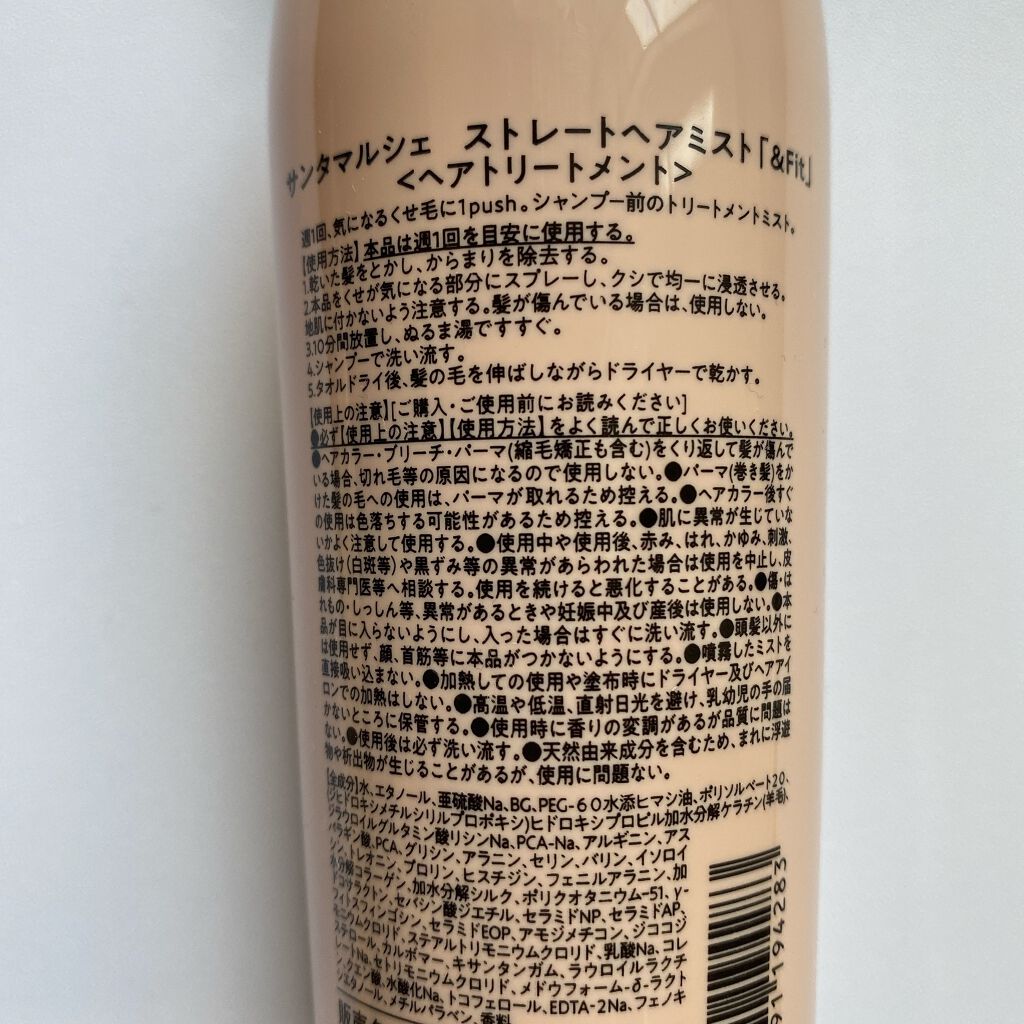 サンタマルシェ　ストレートヘアミスト「&Fit」
<ヘアトリートメント>
週1回、気になるくせ毛に1push。シャンプー前のトリートメントミスト。
【使用方法】本品は週1回を目安に使用する。
1.乾いた髪をとかし、からまりを除去する。
2.本品をくせが気になる部分にスプレーし、クシで均一に浸透させる。
地肌に付かないよう注意する。髪が傷んでいる場合は、使用しない。
3.10分間放置し、ぬるま湯ですすぐ。
4.シャンプーで洗い流す。
5.タオルドライ後、髪の毛を伸ばしながらドライヤーで乾かす。
【使用上の注意】[ご購入・ご使用前にお読みください]
●必ず【使用上の注意】【使用方法】をよく読んで正しくお使いください。
●ヘアカラー・ブリーチ・パーマ(縮毛矯正も含む)をくり返して髪が傷んで
いる場合、切れ毛等の原因になるので使用しない。●パーマ(巻き髪)をか
けた髪の毛への使用は、パーマが取れるため控える。●ヘアカラー後すぐ
の使用は色落ちする可能性があるため控える。●肌に異常が生じていな
いかよく注意して使用する。●使用中や使用後、赤み、はれ、かゆみ、刺激、
色抜け(白斑等)や黒ずみ等の異常があらわれた場合は使用を中止し、皮
膚科専門医等へ相談する。使用を続けると悪化することがある。●傷・は
れもの・しっしん等、異常があるときや妊娠中及び産後は使用しない。●本
品が目に入らないようにし、入った場合はすぐに洗い流す。●頭髪以外に
は使用せず、顔、首筋等に本品がつかないようにする。●噴霧したミストを
直接吸い込まない。●加熱しての使用や塗布時にドライヤー及びヘアアイ
ロンでの加熱はしない。●高温や低温、直射日光を避け、乳幼児の手の届
かないところに保管する。●使用時に香りの変調があるが品質に問題は
ない。●使用後は必ず洗い流す。●天然由来成分を含むため、まれに浮遊
物や析出物が生じることがあるが、使用に問題ない。
【全成分】水、エタノール、亜硫酸Na、BG、PEG-60水添ヒマシ油、ポリソルベート20、
(ジヒドロキシメチルシリルプロポキシ)ヒドロキシプロピル加水分解ケラチン(羊毛)、
ジラウロイルグルタミン酸リシンNa、PCA-Na、アルギニン、アス
パラギン酸、PCA、グリシン、アラニン、セリン、バリン、イソロイ
シン、トレオニン、プロリン、ヒスチジン、フェニルアラニン、加
水分解コラーゲン、加水分解シルク、ポリクオタニウム-51、γ-
ドコサラクトン、セバシン酸ジエチル、セラミドNP、セラミドAP、
フィトスフィンゴシン、セラミドEOP、アモジメチコン、ジココジ
モニウムクロリド、ステアルトリモニウムクロリド、乳酸Na、コレ
ステロール、カルボマー、キサンタンガム、ラウロイルラクチ
レートNa、セトリモニウムクロリド、メドウフォーム-δ-ラクト
ン、クエン酸、水酸化Na、トコフェロール、EDTA-2Na、フェノキ
シエタノール、メチルパラベン、香料
販売
91194283